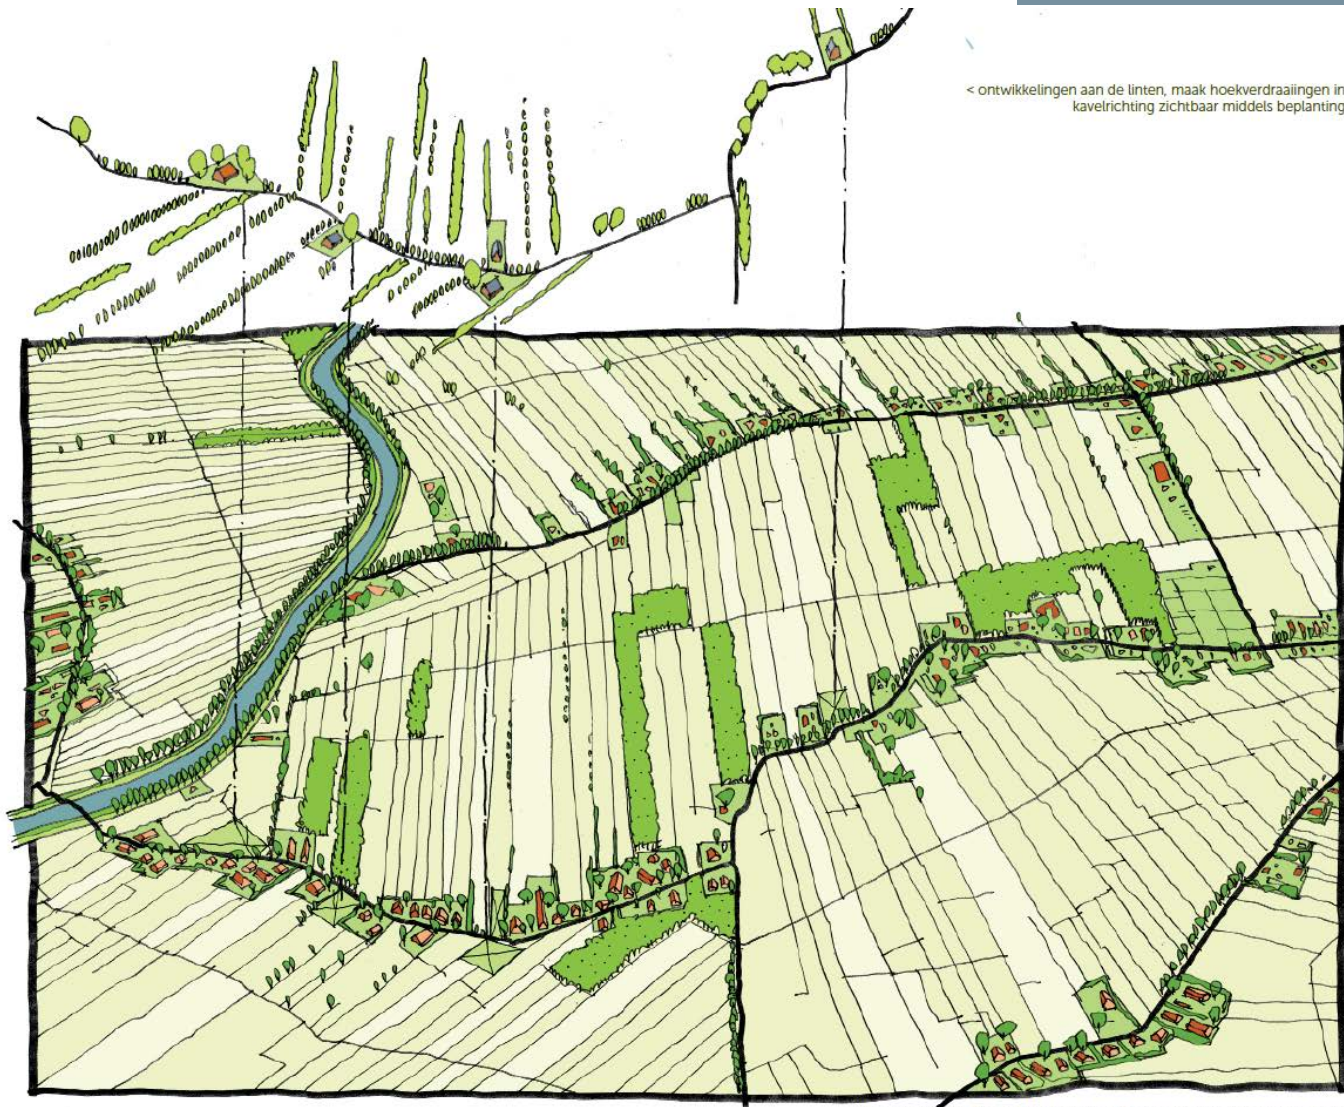 < ontwikkelingen aan de linten, maak hoekverdraaiingen in
kavelrichting zichtbaar middels beplanting